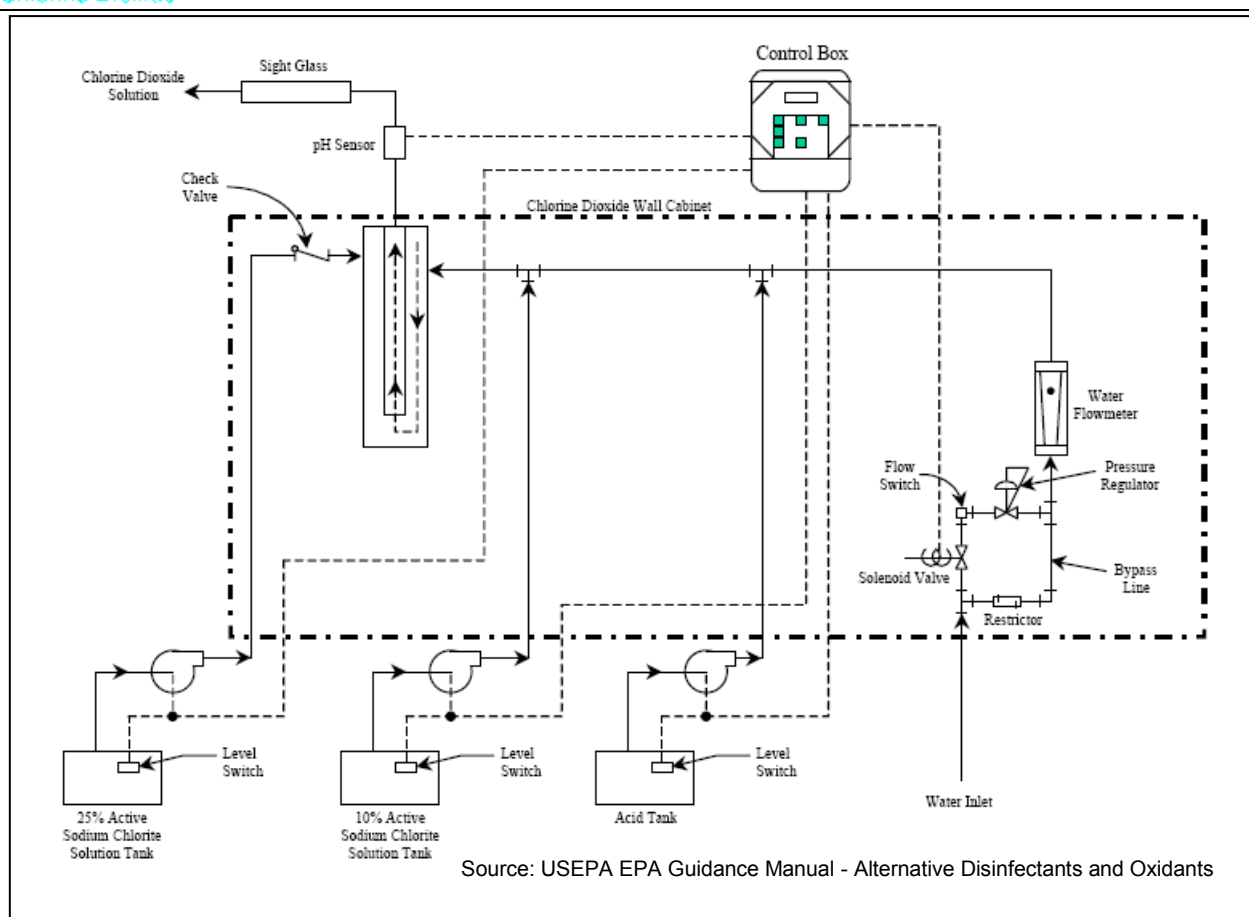 Control Box
Sight Glass
Chlorine Dioxide
Solution
pH Sensor
Check
Valve
Chlorine Dioxide Wall Cabinet
Water
Flowmeter
Flow
Switch
Pressure
Regulator
Solenoid Valve
Bypass
Line
Restrictor
Level
Switch
Level
Switch
Level
Switch
Water Inlet
25% Active
Sodium Chlorite
Solution Tank
10% Active
Sodium Chlorite
Solution Tank
Acid Tank
Source: USEPA EPA Guidance Manual - Alternative Disinfectants and Oxidants